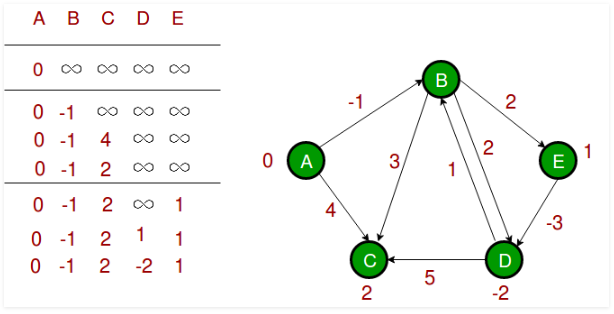 A B C D E
0 ∞ ∞ ∞ ∞
0 -1 ∞ ∞ ∞
0 -1 4 ∞ ∞
0 -1 2 ∞ ∞
0 -1 2 ∞ 1
0 -1 2 1 1
0 -1 2 -2 1
B
-1
2
0
A
3
1
2
E
1
4
-3
C
5
D
2
-2